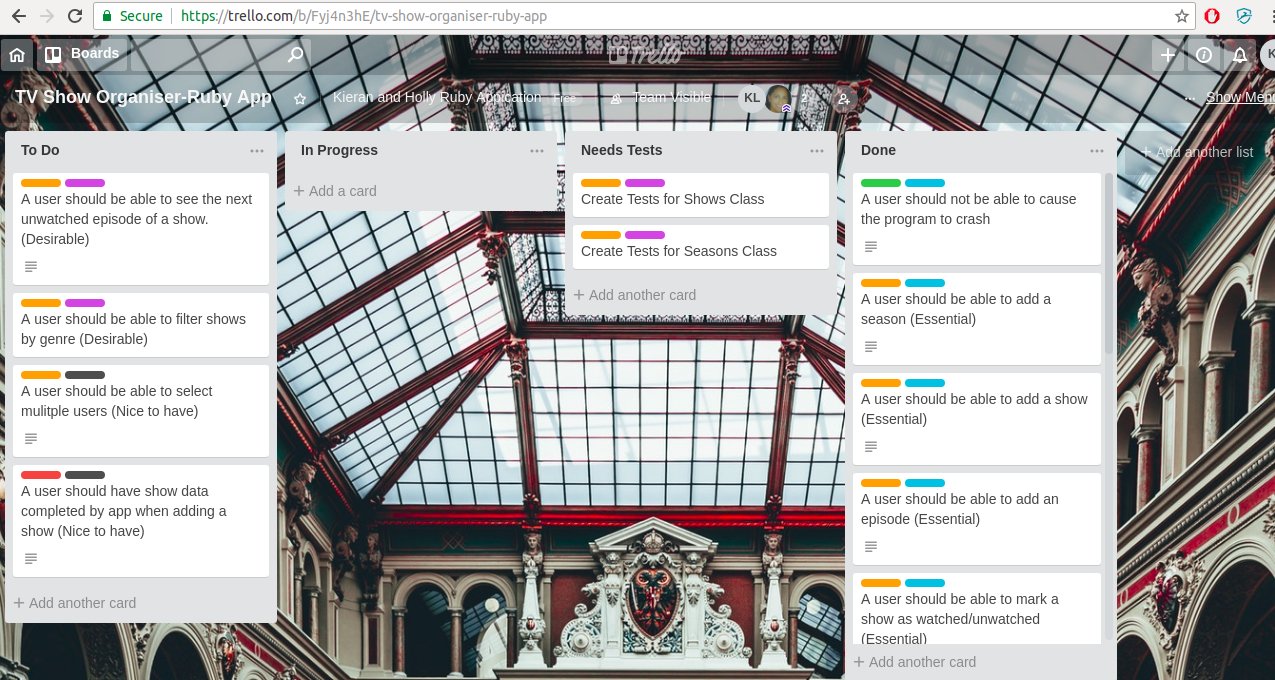 Secure https://trello.com/b/Fyj4n3hE/tv-show-organiser-ruby-app
Boards
Trello
TV Show Organiser-Ruby App
Kieran and Holly Ruby Appication Free
Team Visible
KL
2
Show Menu
To Do
A user should be able to see the next
unwatched episode of a show.
(Desirable)
A user should be able to filter shows
by genre (Desirable)
A user should be able to select
mulitple users (Nice to have)
A user should have show data
completed by app when adding a
show (Nice to have)
+ Add another card
In Progress
+ Add a card
Needs Tests
Create Tests for Shows Class
Create Tests for Seasons Class
+ Add another card
Done
A user should not be able to cause
the program to crash
A user should be able to add a
season (Essential)
A user should be able to add a show
(Essential)
A user should be able to add an
episode (Essential)
A user should be able to mark a
show as watched/unwatched
(Essential)
+ Add another card
+ Add another list